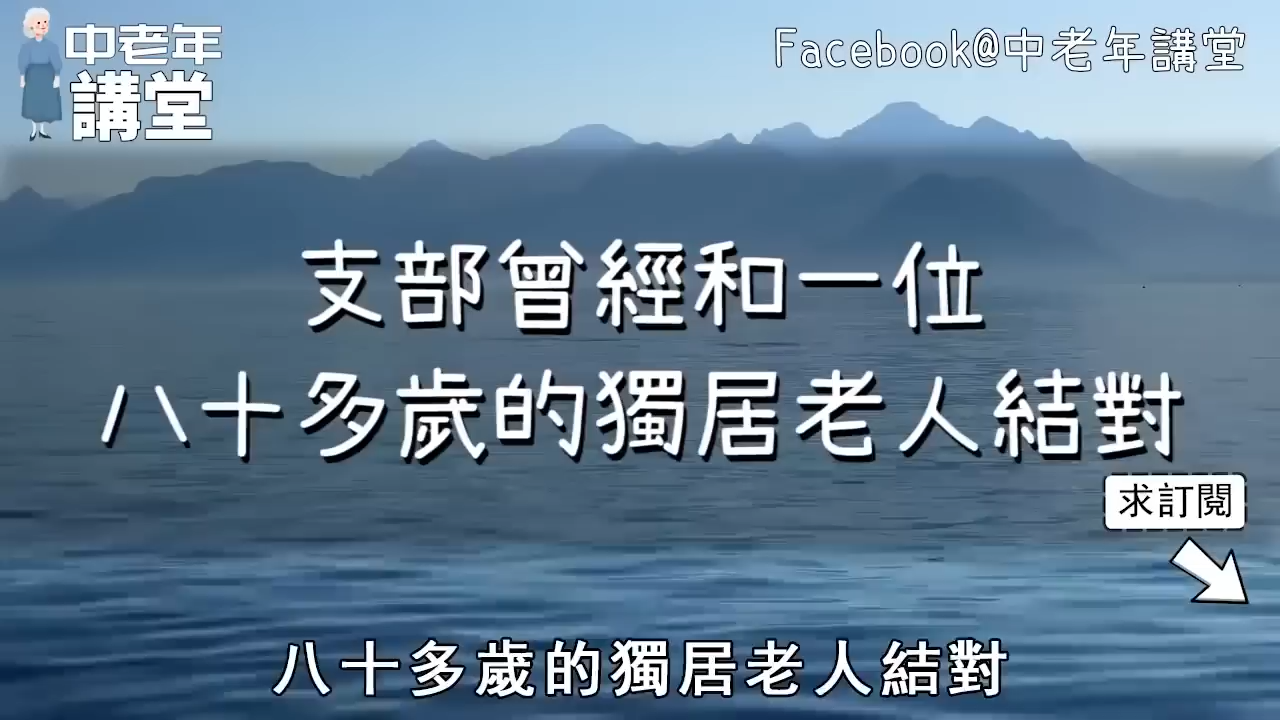 中老年
講堂
Facebook@中老年講堂
支部曾經和一位
八十多歲的獨居老人結對
求訂閱
八十多歲的獨居老人結對